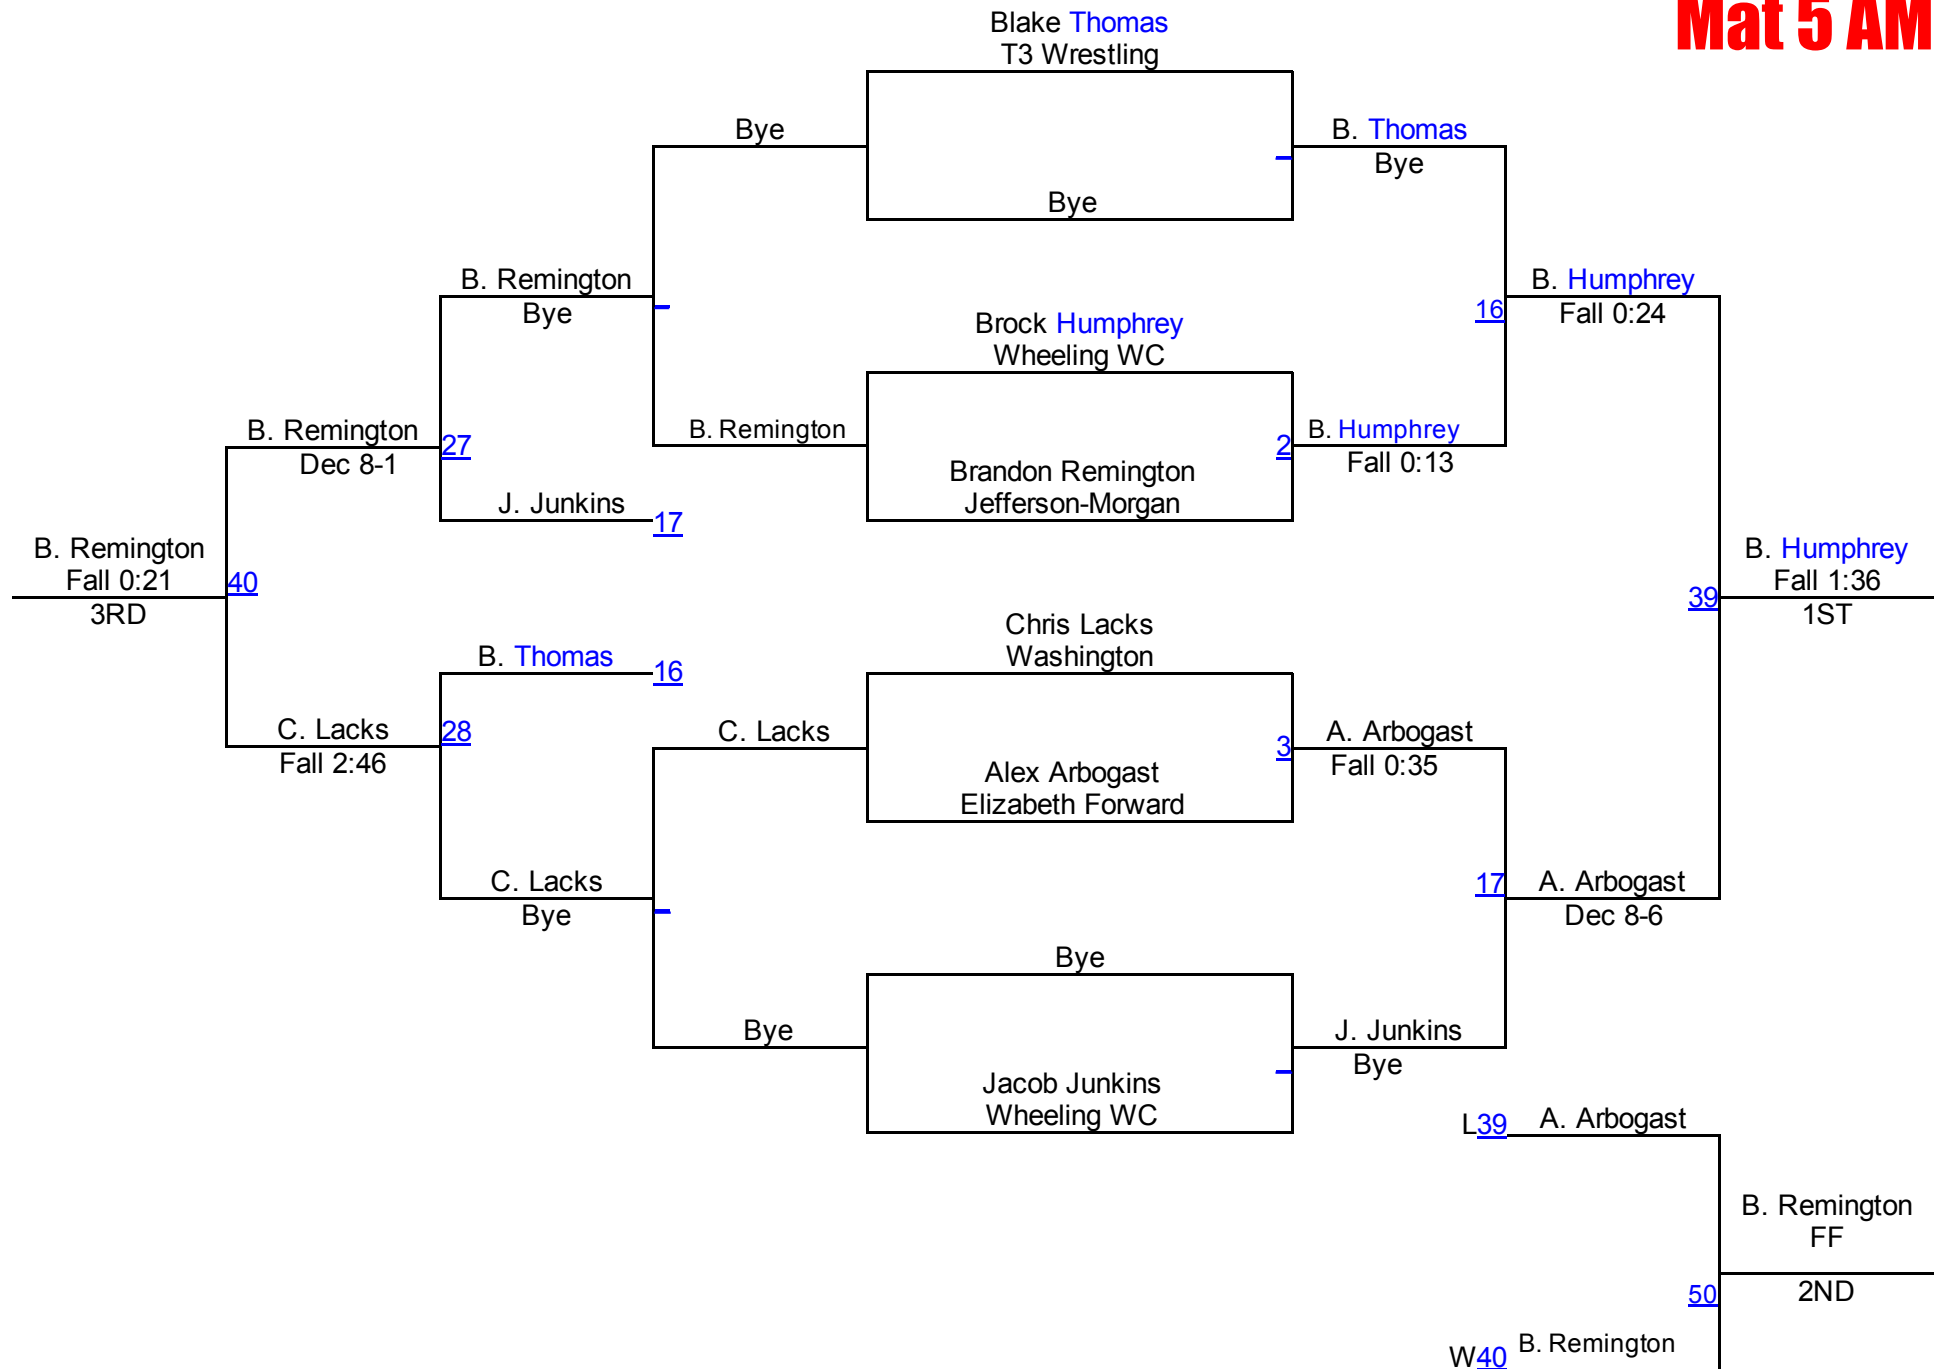 Mat 5 AM
Blake Thomas
T3 Wrestling
Bye
B. Thomas
Bye
Bye
B. Remington
Bye
B. Humphrey
Fall 0:24
16
Brock Humphrey
Wheeling WC
B. Remington
Dec 8-1
27
B. Remington
2
B. Humphrey
Fall 0:13
Brandon Remington
Jefferson-Morgan
J. Junkins
17
B. Remington
Fall 0:21
3RD
40
B. Humphrey
Fall 1:36
1ST
39
Chris Lacks
Washington
B. Thomas
16
C. Lacks
Fall 2:46
28
C. Lacks
3
A. Arbogast
Fall 0:35
Alex Arbogast
Elizabeth Forward
C. Lacks
Bye
17
A. Arbogast
Dec 8-6
Bye
Bye
J. Junkins
Bye
Jacob Junkins
Wheeling WC
L39
A. Arbogast
B. Remington
FF
2ND
50
W40
B. Remington